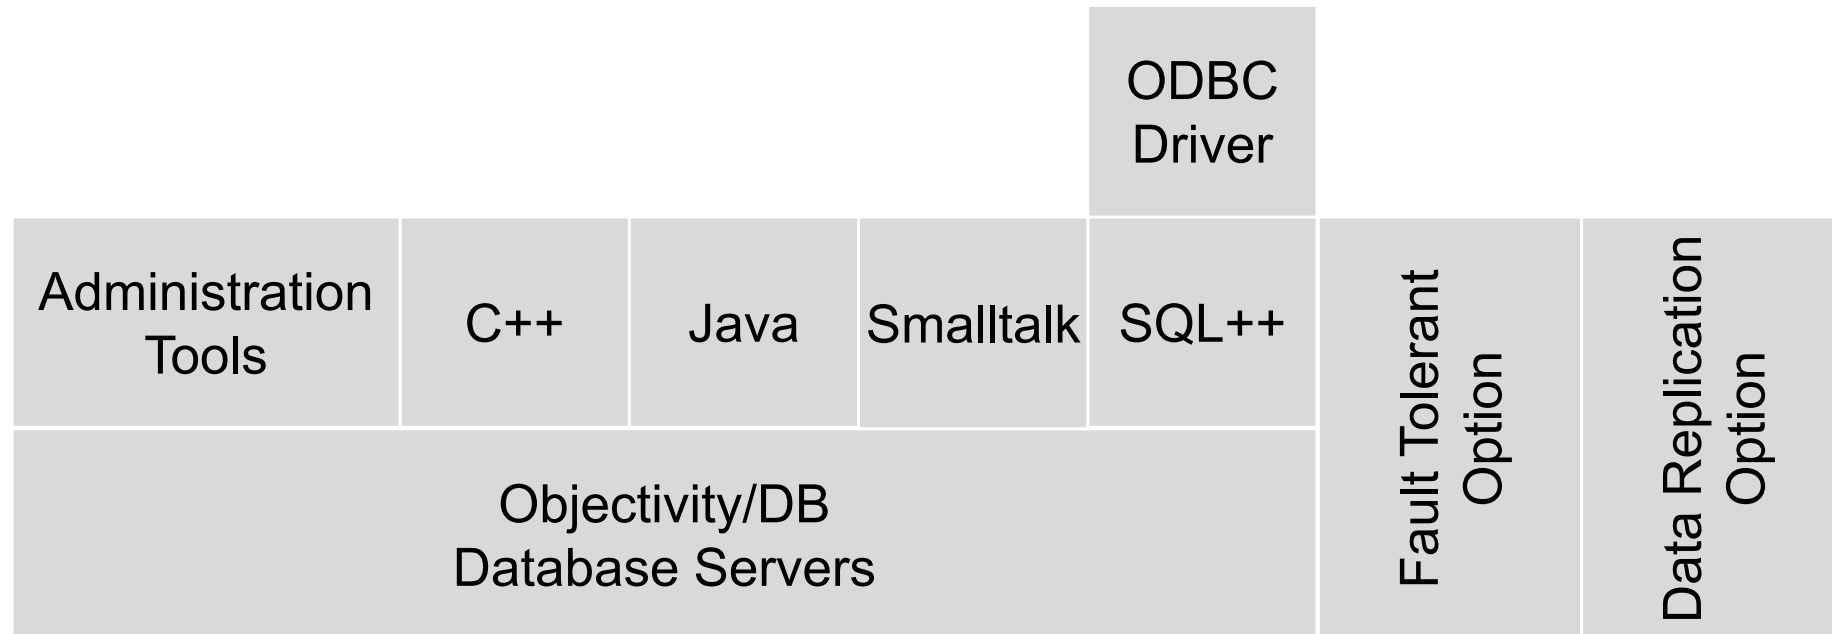 ODBC
Driver
Administration
Tools
C++
Java
Smalltalk
SQL++
Fault Tolerant
Option
Data Replication
Option
Objectivity/DB
Database Servers